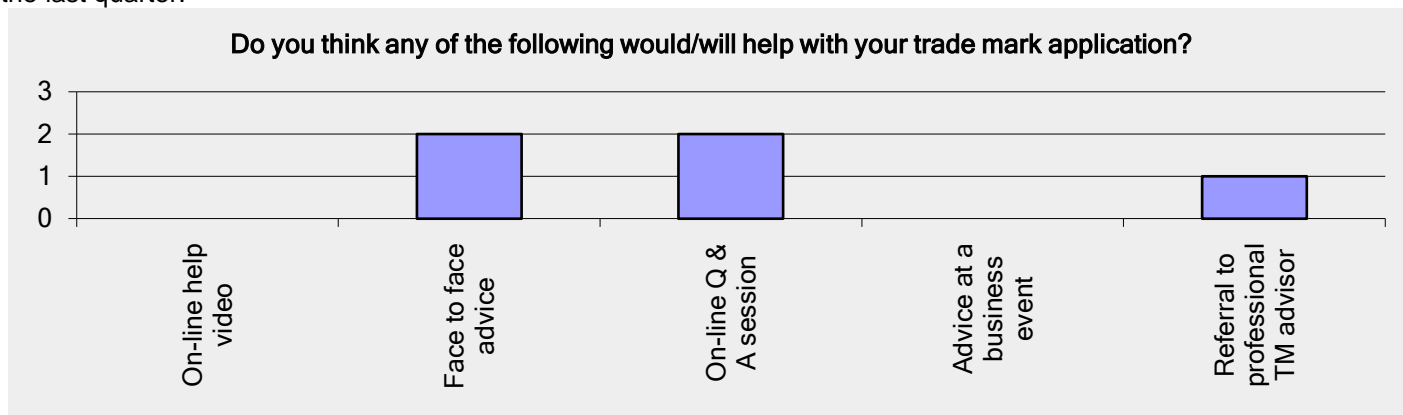 the last quarter.
Do you think any of the following would/will help with your trade mark application?
3
2
1
0
On-line help
video
Face to face
advice
On-line Q &
A session
Advice at a
business
event
Referral to
professional
TM advisor